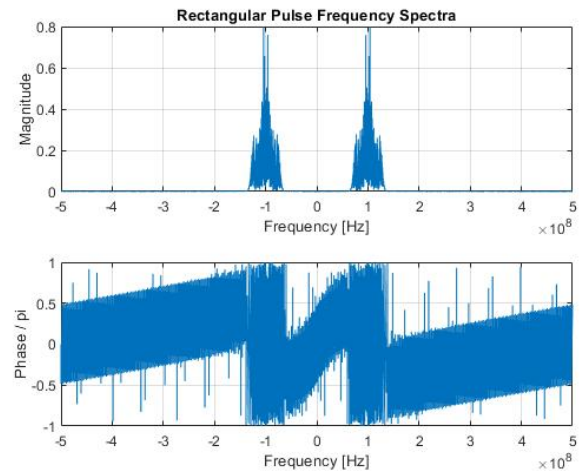 Rectangular Pulse Frequency Spectra
0.8
0.6
0.4
0.2
0
Magnitude
-5 -4 -3 -2 -1 0 1 2 3 4 5
Frequency [Hz]
×10⁸
1
0.5
0
-0.5
-1
Phase / pi
-5 -4 -3 -2 -1 0 1 2 3 4 5
Frequency [Hz]
×10⁸